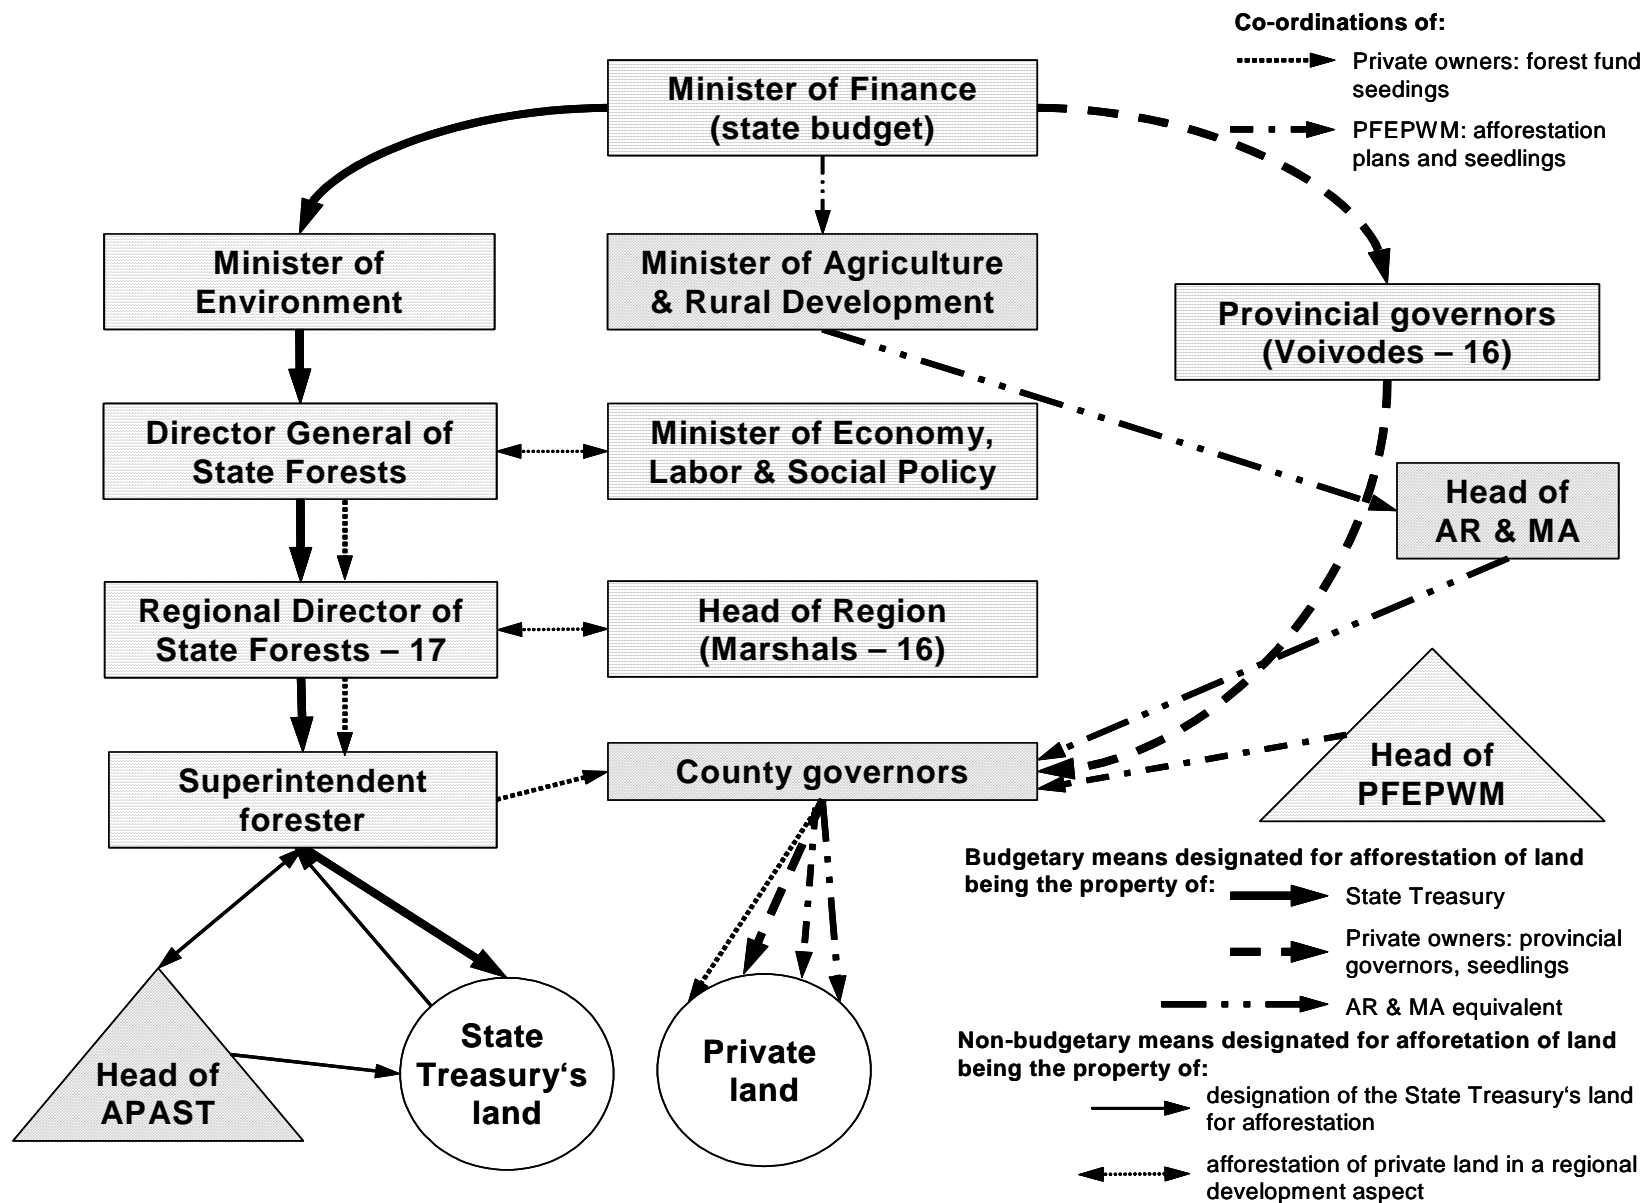 Co-ordinations of:
Private owners: forest fund
seedings
PFEPWM: afforestation
plans and seedlings
Minister of Finance
(state budget)
Minister of
Environment
Minister of Agriculture
& Rural Development
Provincial governors
(Voivodes – 16)
Director General of
State Forests
Minister of Economy,
Labor & Social Policy
Head of
AR & MA
Regional Director of
State Forests – 17
Head of Region
(Marshals – 16)
Superintendent
forester
County governors
Head of
PFEPWM
Head of
APAST
State
Treasury‘s
land
Private
land
Budgetary means designated for afforestation of land
being the property of:
State Treasury
Private owners: provincial
governors, seedlings
AR & MA equivalent
Non-budgetary means designated for afforetation of land
being the property of:
designation of the State Treasury‘s land
for afforestation
afforestation of private land in a regional
development aspect